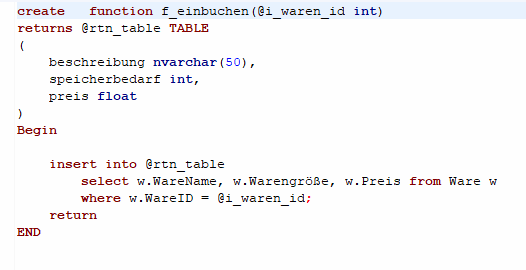 create   function f_einbuchen(@i_waren_id int)
returns @rtn_table TABLE
(
    beschreibung nvarchar(50),
    speicherbedarf int,
    preis float
)
Begin
    insert into @rtn_table
        select w.WareName, w.Warengröße, w.Preis from Ware w
        where w.WareID = @i_waren_id;
    return
END